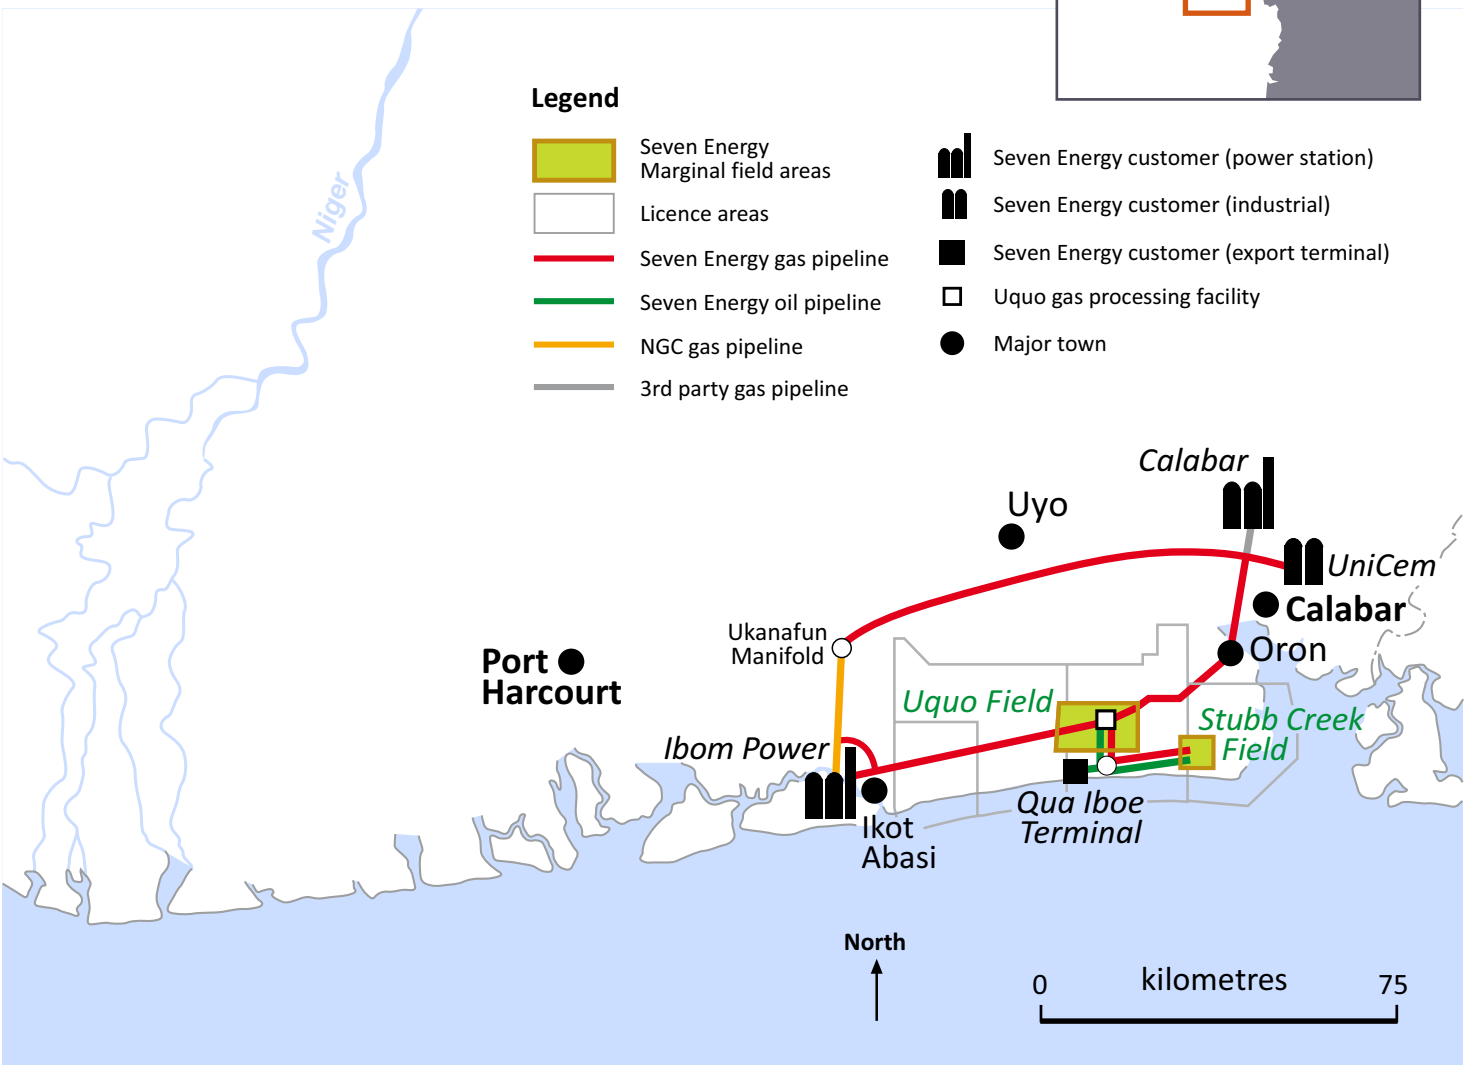 Legend
Seven Energy
Marginal field areas
Licence areas
Seven Energy gas pipeline
Seven Energy oil pipeline
NGC gas pipeline
3rd party gas pipeline
Seven Energy customer (power station)
Seven Energy customer (industrial)
Seven Energy customer (export terminal)
Uquo gas processing facility
Major town
Niger
Calabar
Uyo
UniCem
Calabar
Ukanafun
Manifold
Oron
Port
Harcourt
Uquo Field
Stubb Creek
Field
Ibom Power
Qua Iboe
Terminal
Ikot
Abasi
North
0 kilometres 75